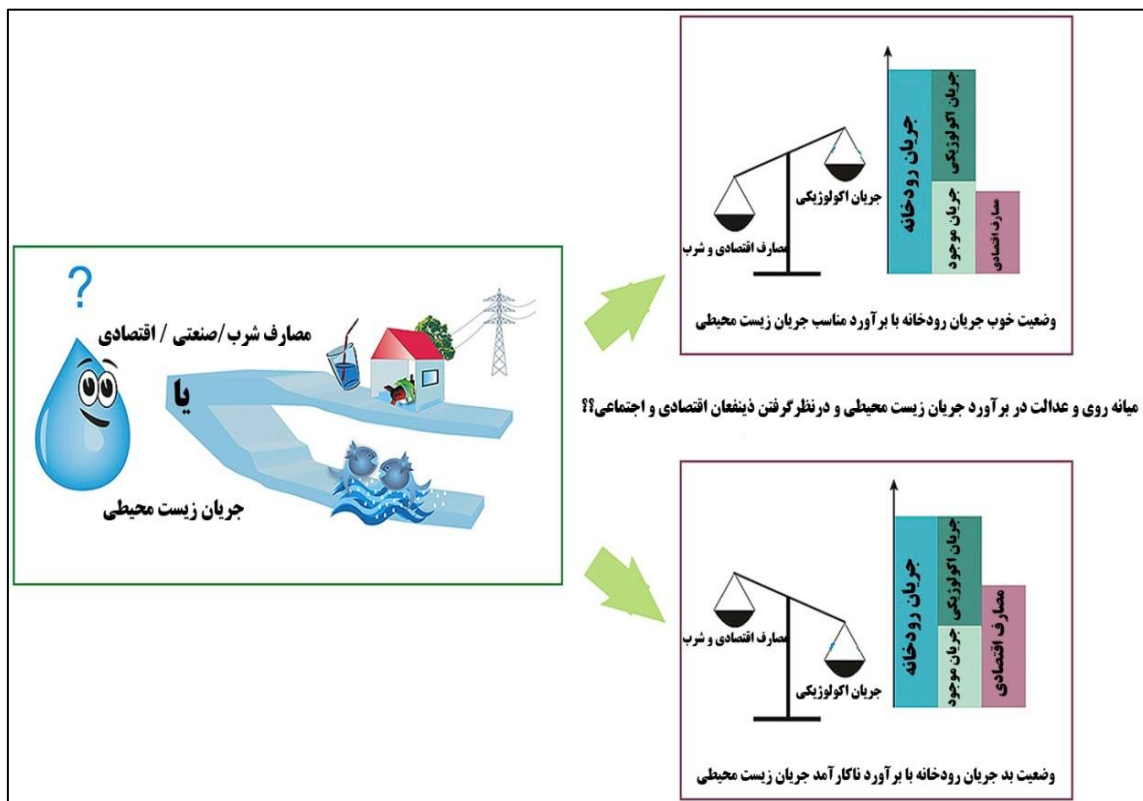 ?
مصارف شرب/صنعتی / اقتصادی
یا
جریان زیست محیطی
جریان اکولوژیکی
مصارف اقتصادی و شرب
جریان رودخانه
جریان اکولوژیکی
جریان موجود
مصارف اقتصادی
وضعیت خوب جریان رودخانه با برآورد مناسب جریان زیست محیطی
میانه روی و عدالت در برآورد جریان زیست محیطی و درنظر گرفتن ذینفعان اقتصادی و اجتماعی؟؟
مصارف اقتصادی و شرب
جریان اکولوژیکی
جریان رودخانه
جریان اکولوژیکی
جریان موجود
مصارف اقتصادی
وضعیت بد جریان رودخانه با برآورد ناکارآمد جریان زیست محیطی